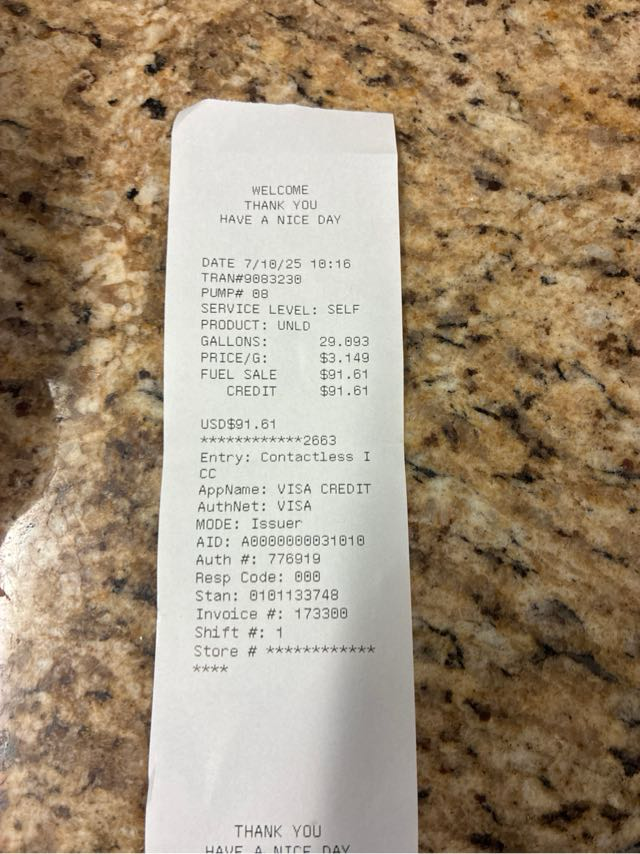 WELCOME
THANK YOU
HAVE A NICE DAY
DATE 7/10/25 10:16
TRAN#9083230
PUMP# 08
SERVICE LEVEL: SELF
PRODUCT: UNLD
GALLONS: 29.093
PRICE/G: $3.149
FUEL SALE $91.61
CREDIT $91.61
USD$91.61
************2663
Entry: Contactless I
CC
AppName: VISA CREDIT
AuthNet: VISA
MODE: Issuer
AID: A0000000031010
Auth #: 776919
Resp Code: 000
Stan: 0101133748
Invoice #: 173300
Shift #: 1
Store # ************
****
THANK YOU
HAVE A NICE DAY